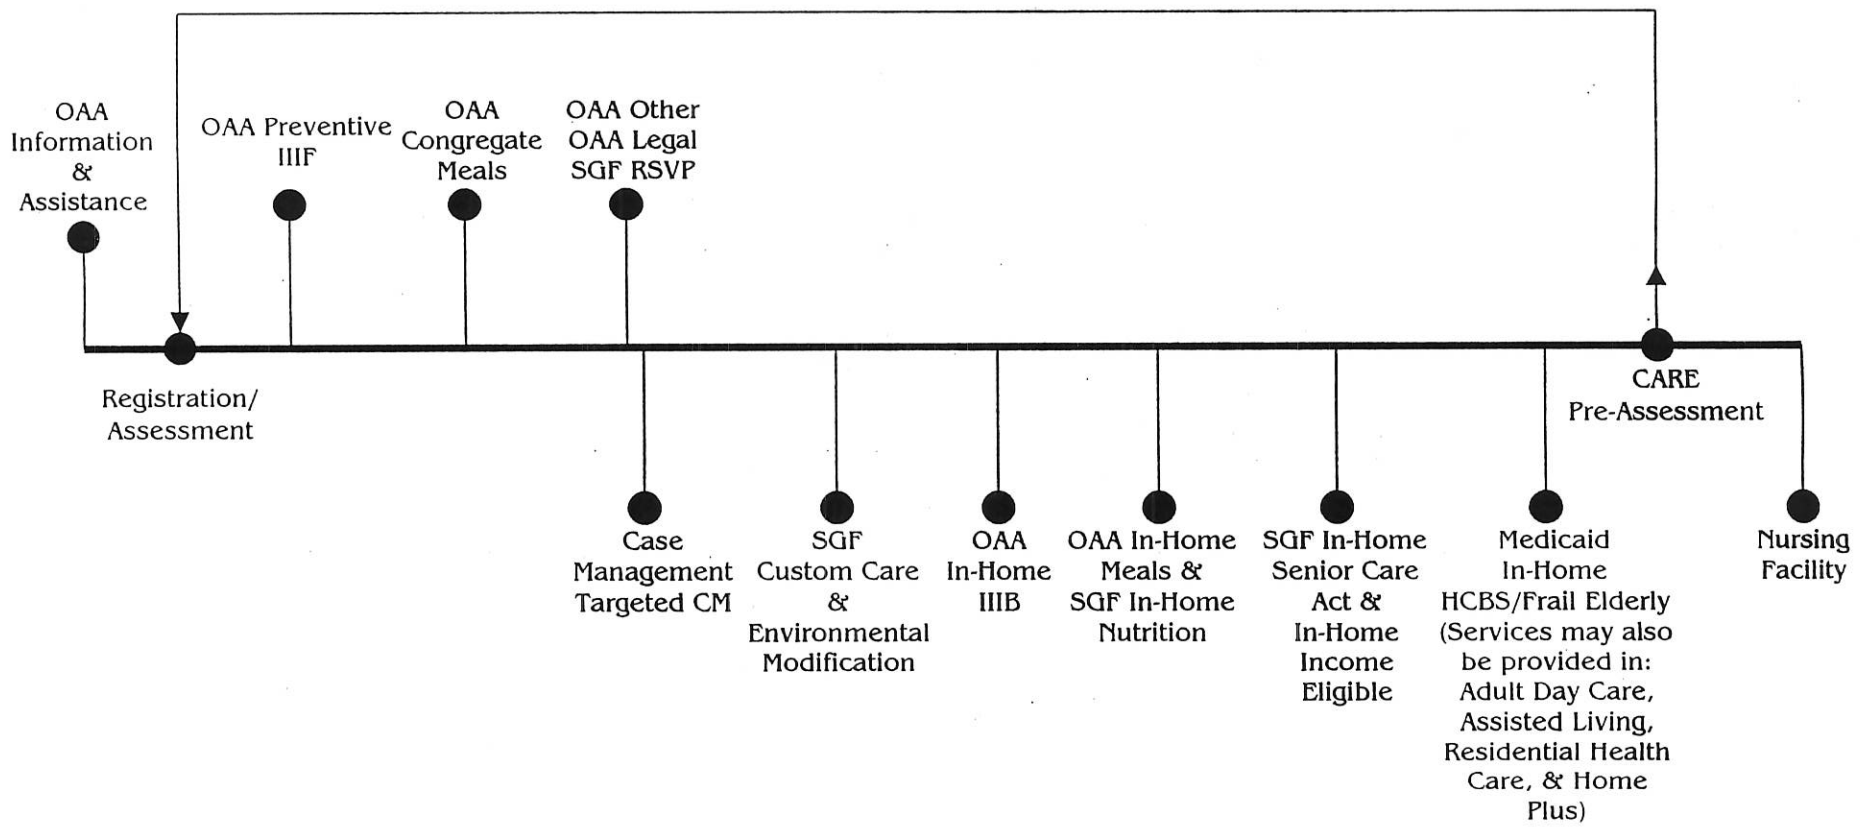 OAA
Information
&
Assistance
OAA Preventive
IIIF
OAA
Congregate
Meals
OAA Other
OAA Legal
SGF RSVP
Registration/
Assessment
CARE
Pre-Assessment
Case
Management
Targeted CM
SGF
Custom Care
&
Environmental
Modification
OAA
In-Home
IIIB
OAA In-Home
Meals &
SGF In-Home
Nutrition
SGF In-Home
Senior Care
Act &
In-Home
Income
Eligible
Medicaid
In-Home
HCBS/Frail Elderly
(Services may also
be provided in:
Adult Day Care,
Assisted Living,
Residential Health
Care, & Home
Plus)
Nursing
Facility